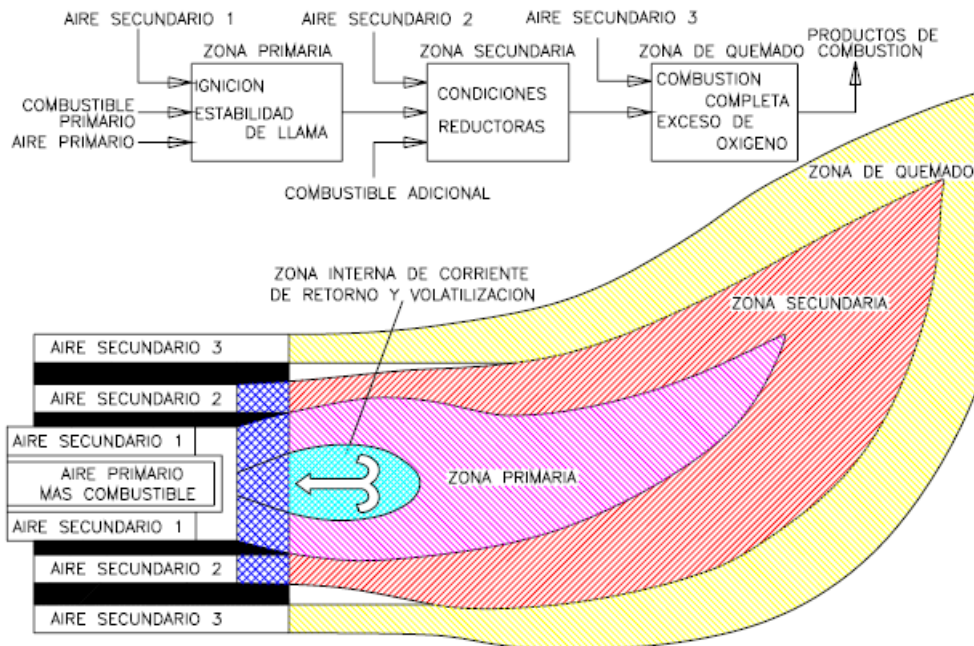 AIRE SECUNDARIO 1
AIRE SECUNDARIO 2
AIRE SECUNDARIO 3
PRODUCTOS DE
COMBUSTION
ZONA PRIMARIA
ZONA SECUNDARIA
ZONA DE QUEMADO
IGNICION
ESTABILIDAD
DE LLAMA
COMBUSTIBLE
PRIMARIO
AIRE PRIMARIO
CONDICIONES
REDUCTORAS
COMBUSTION
COMPLETA
EXCESO DE
OXIGENO
COMBUSTIBLE ADICIONAL
ZONA DE QUEMADO
ZONA INTERNA DE CORRIENTE
DE RETORNO Y VOLATILIZACION
ZONA SECUNDARIA
AIRE SECUNDARIO 3
AIRE SECUNDARIO 2
AIRE SECUNDARIO 1
AIRE PRIMARIO
MAS COMBUSTIBLE
ZONA PRIMARIA
AIRE SECUNDARIO 1
AIRE SECUNDARIO 2
AIRE SECUNDARIO 3